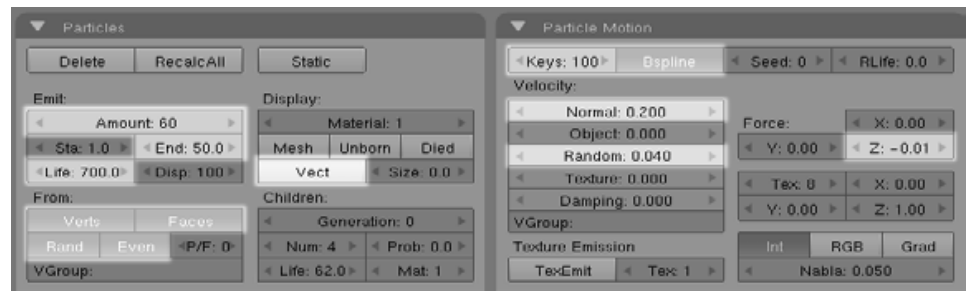 Particles
Delete RecalcAll Static
Emit: Display:
Amount: 60 Material: 1
Sta: 1.0 End: 50.0 Mesh Unborn Died
Life: 700.0 Disp: 100 Vect Size: 0.0
From: Children:
Verts Faces Generation: 0
Rand Even P/F: 0 Num: 4 Prob: 0.0
VGroup: Life: 62.0 Mat: 1
Particle Motion
Keys: 100 Bspline Seed: 0 RLife: 0.0
Velocity:
Normal: 0.200 Force: X: 0.00
Object: 0.000 Y: 0.00 Z: -0.01
Random: 0.040
Texture: 0.000 Tex: 8 X: 0.00
Damping: 0.000 Y: 0.00 Z: 1.00
VGroup:
Texture Emission Int RGB Grad
TexEmit Tex: 1 Nabla: 0.050